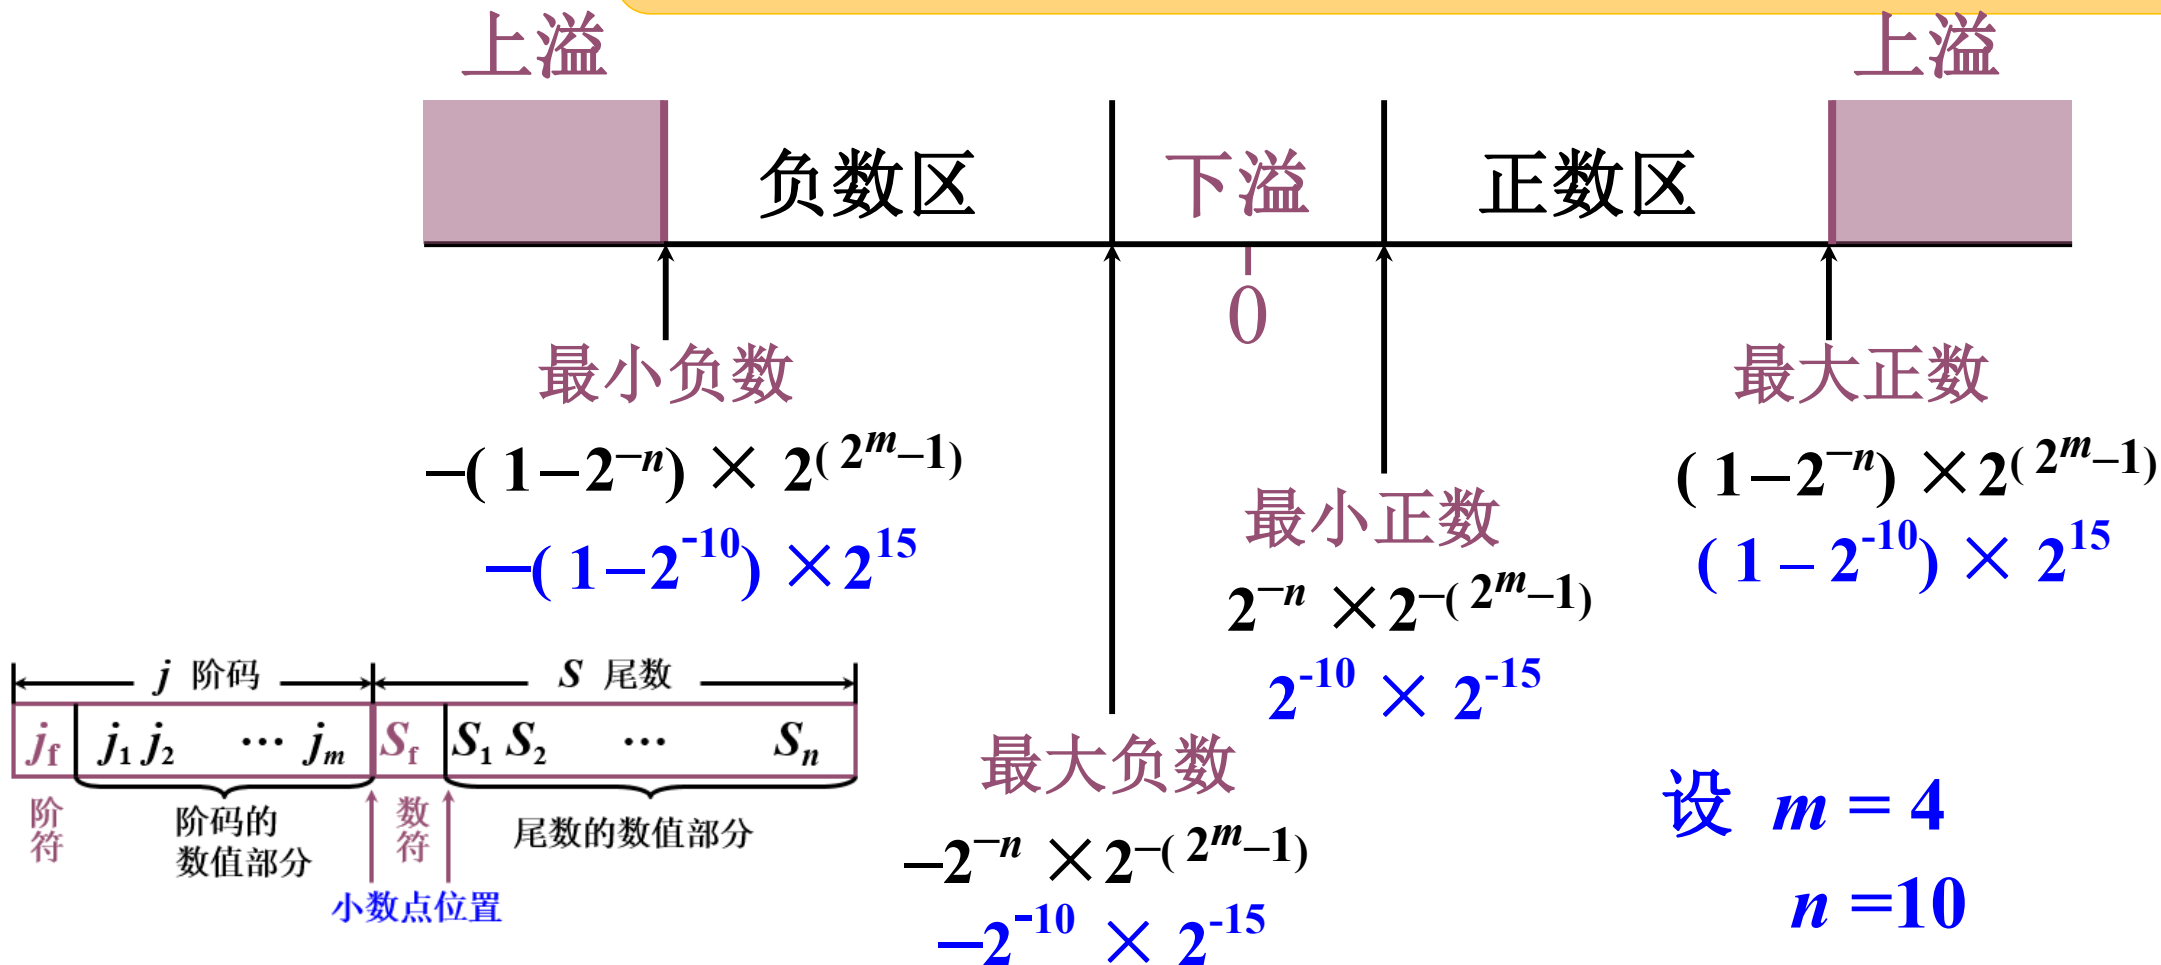 上溢 上溢
负数区 下溢 正数区
0
最小负数 最大正数
−( 1−2^{−n}) × 2^{( 2^m−1)} ( 1−2^{−n}) ×2^{( 2^m−1)}
−( 1−2^{-10}) ×2^{15} ( 1 – 2^{-10}) × 2^{15}
最小正数
2^{−n} ×2^{−( 2^m−1)}
2^{-10} × 2^{-15}
最大负数
−2^{−n} ×2^{−( 2^m−1)}
−2^{-10} × 2^{-15}
j 阶码 S 尾数
j_f j_1 j_2 … j_m S_f S_1 S_2 … S_n
阶符 阶码的数值部分 数符 尾数的数值部分
小数点位置
设 m = 4
n =10